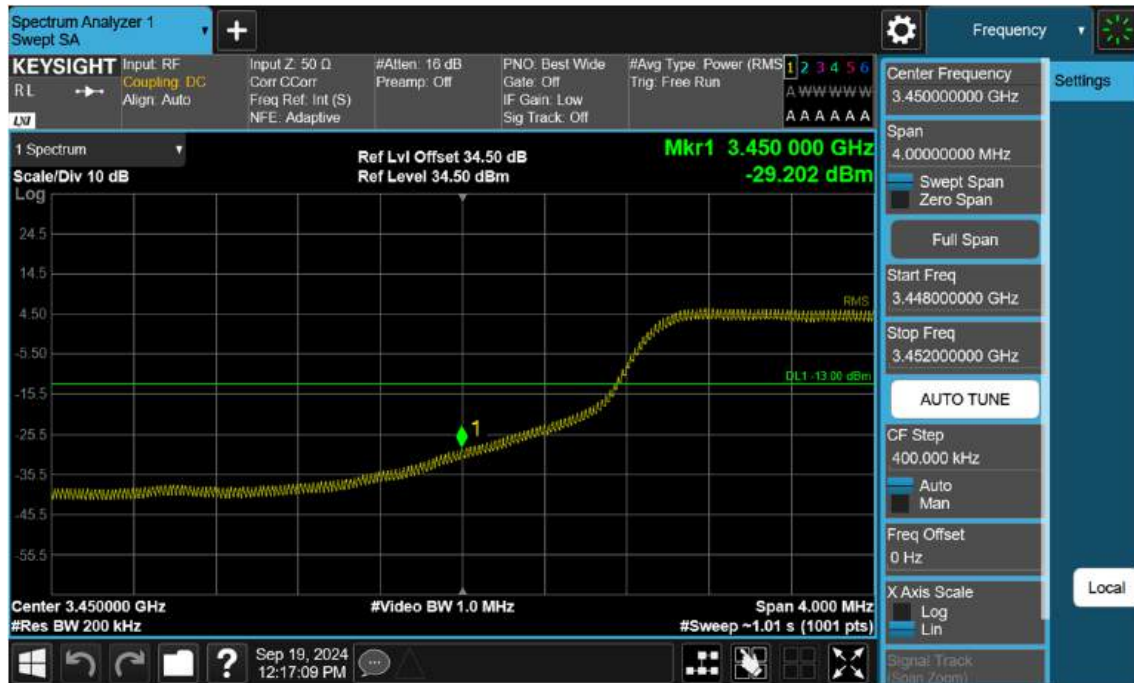 Spectrum Analyzer 1
Swept SA
Frequency
KEYSIGHT
RL
LXI
Input: RF
Coupling: DC
Align: Auto
Input Z: 50 Ω
Corr CCorr
Freq Ref: Int (S)
NFE: Adaptive
#Atten: 16 dB
Preamp: Off
PNO: Best Wide
Gate: Off
IF Gain: Low
Sig Track: Off
#Avg Type: Power (RMS
Trig: Free Run
1 2 3 4 5 6
A W W W W W
A A A A A A
1 Spectrum
Scale/Div 10 dB
Ref Lvl Offset 34.50 dB
Ref Level 34.50 dBm
Mkr1 3.450 000 GHz
-29.202 dBm
Log
24.5
14.5
4.50
-5.50
-15.5
-25.5
-35.5
-45.5
-55.5
RMS
DL1 -13.00 dBm
1
Center 3.450000 GHz
#Res BW 200 kHz
#Video BW 1.0 MHz
Span 4.000 MHz
#Sweep ~1.01 s (1001 pts)
Center Frequency
3.450000000 GHz
Span
4.00000000 MHz
Swept Span
Zero Span
Full Span
Start Freq
3.448000000 GHz
Stop Freq
3.452000000 GHz
AUTO TUNE
CF Step
400.000 kHz
Auto
Man
Freq Offset
0 Hz
X Axis Scale
Log
Lin
Signal Track
(Span Zoom)
Settings
Local
?
Sep 19, 2024
12:17:09 PM